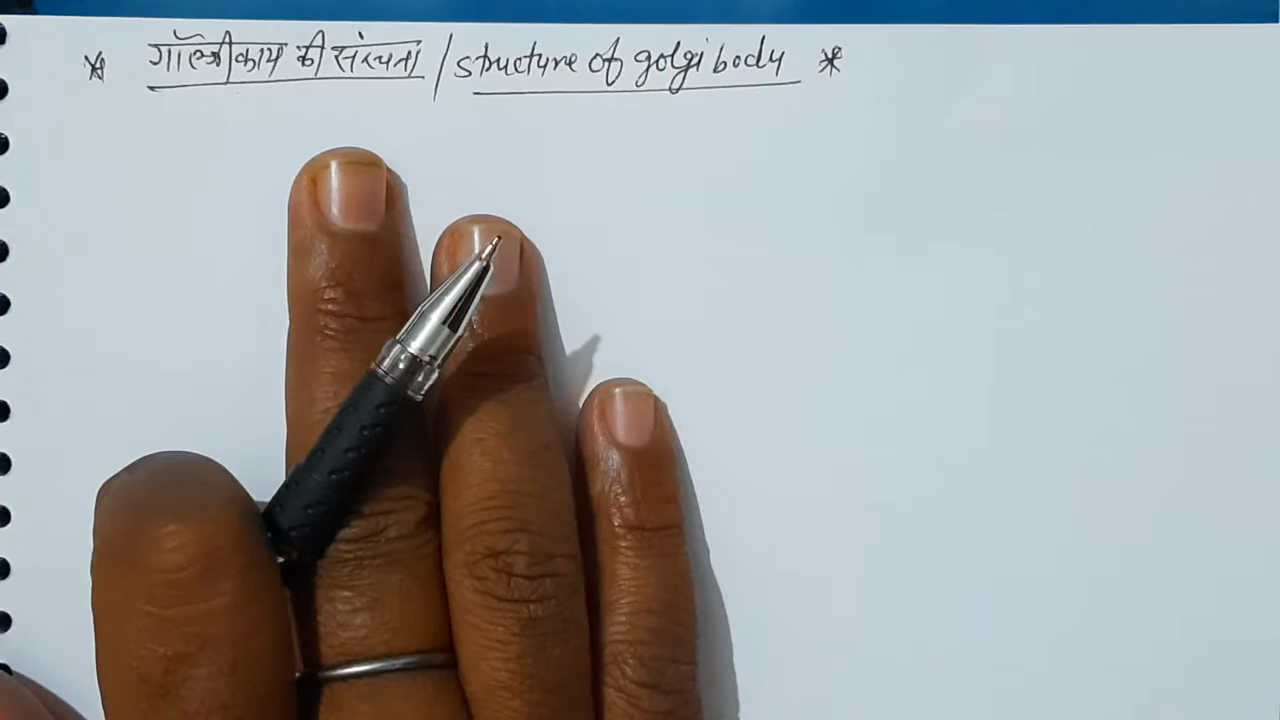 * गॉल्जीकाय की संरचना / structure of golgi body *